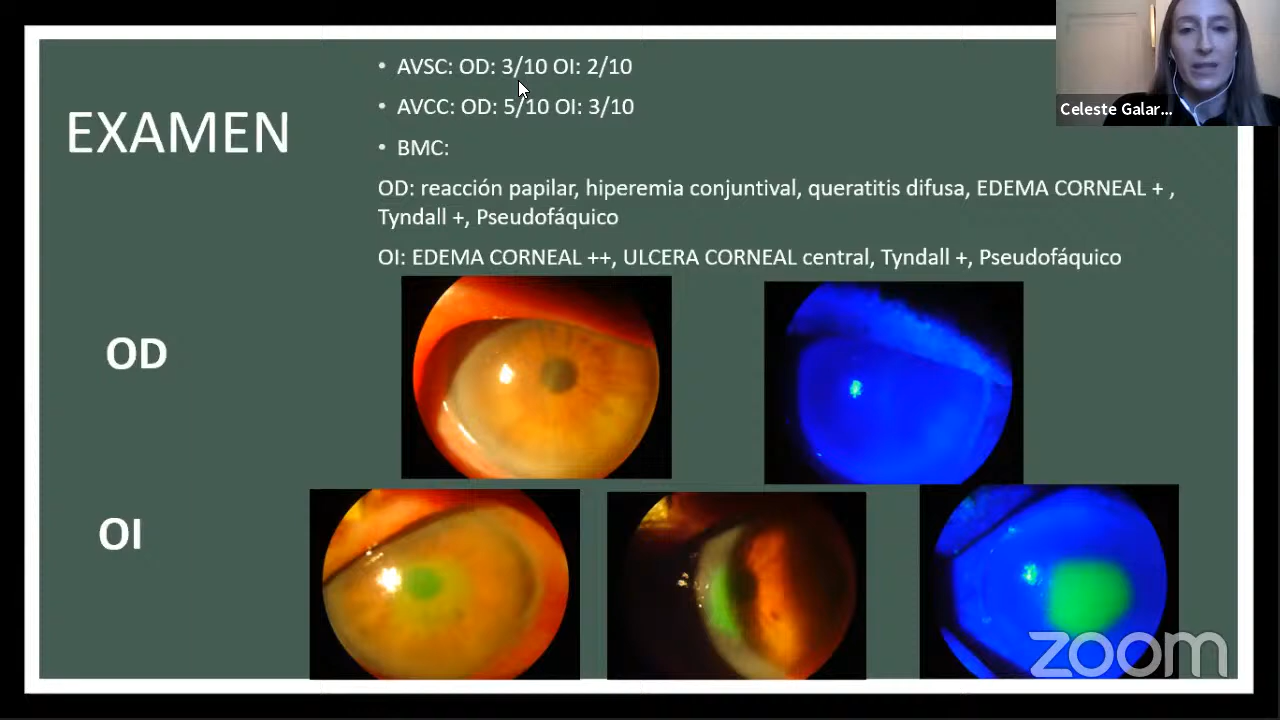 EXAMEN
• AVSC: OD: 3/10 OI: 2/10
• AVCC: OD: 5/10 OI: 3/10
• BMC:
OD: reacción papilar, hiperemia conjuntival, queratitis difusa, EDEMA CORNEAL + ,
Tyndall +, Pseudofáquico
OI: EDEMA CORNEAL ++, ULCERA CORNEAL central, Tyndall +, Pseudofáquico
OD
OI
Celeste Galar...
zoom